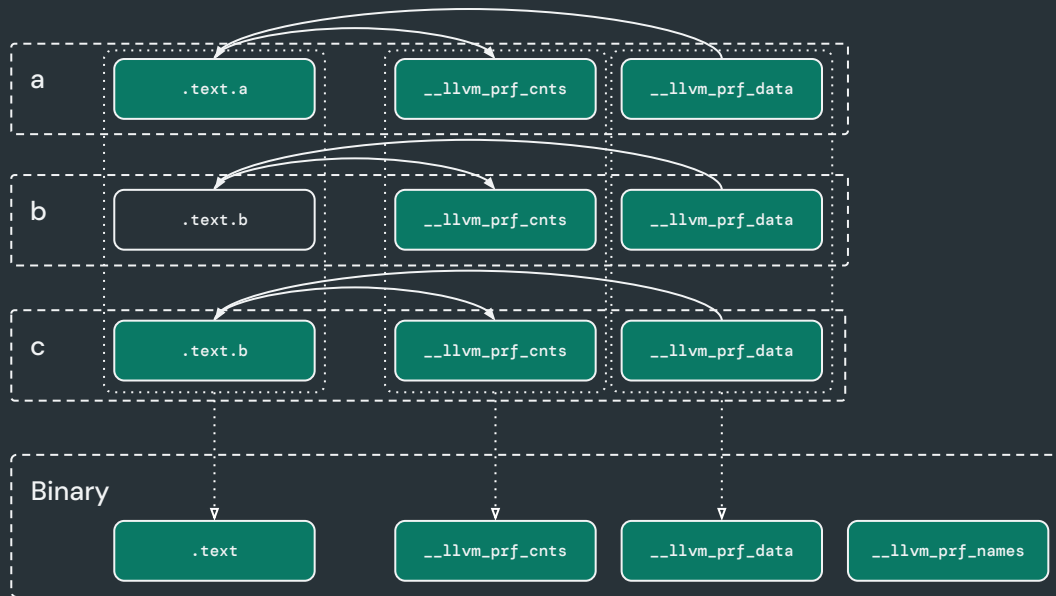 a
.text.a
__llvm_prf_cnts
__llvm_prf_data
b
.text.b
__llvm_prf_cnts
__llvm_prf_data
c
.text.b
__llvm_prf_cnts
__llvm_prf_data
Binary
.text
__llvm_prf_cnts
__llvm_prf_data
__llvm_prf_names